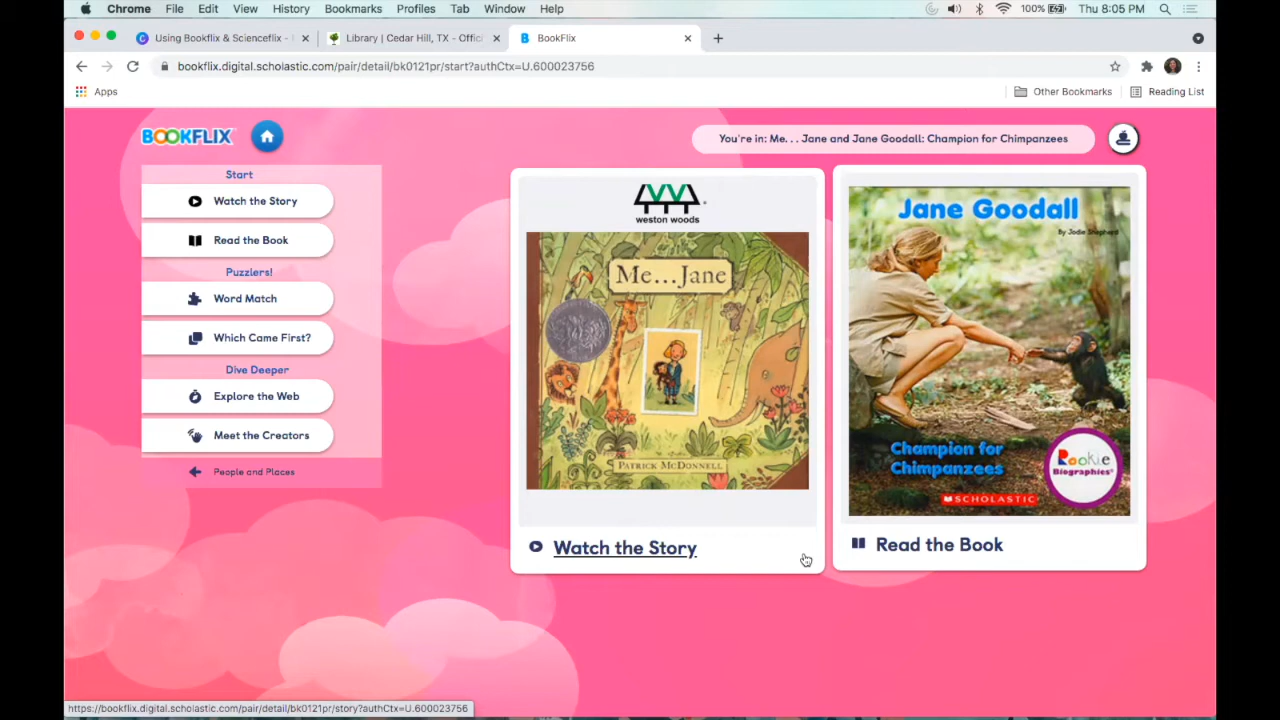 Chrome File Edit View History Bookmarks Profiles Tab Window Help 100% Thu 8:05 PM
Using Bookflix & Scienceflix - Library | Cedar Hill, TX - Offic BookFlix
bookflix.digital.scholastic.com/pair/detail/bk0121pr/start?authCtx=U.600023756
Apps Other Bookmarks Reading List
BOOKFLIX
You're in: Me. . . Jane and Jane Goodall: Champion for Chimpanzees
Start
Watch the Story
Read the Book
Puzzlers!
Word Match
Which Came First?
Dive Deeper
Explore the Web
Meet the Creators
People and Places
weston woods
Me...Jane
PATRICK MCDONNELL
Watch the Story
Jane Goodall
By Jodie Shepherd
Champion for
Chimpanzees
Rookie
Biographies
SCHOLASTIC
Read the Book
https://bookflix.digital.scholastic.com/pair/detail/bk0121pr/story?authCtx=U.600023756